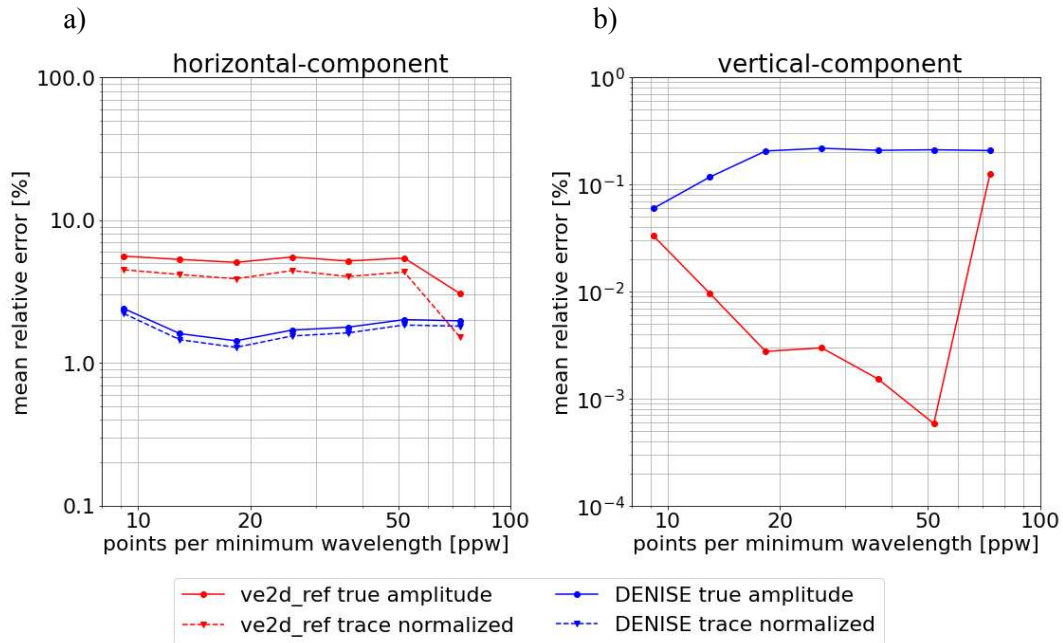 a)
horizontal-component
100.0
10.0
1.0
0.1
mean relative error [%]
10
20
50
100
points per minimum wavelength [ppw]
b)
vertical-component
10⁰
10⁻¹
10⁻²
10⁻³
10⁻⁴
mean relative error [%]
10
20
50
100
points per minimum wavelength [ppw]
ve2d_ref true amplitude
ve2d_ref trace normalized
DENISE true amplitude
DENISE trace normalized